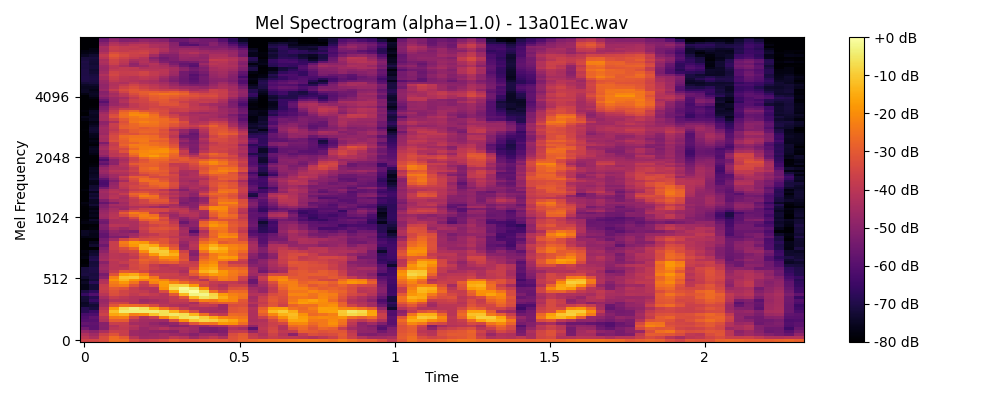 Mel Spectrogram (alpha=1.0) - 13a01Ec.wav
Mel Frequency
4096
2048
1024
512
0
0
0.5
1
1.5
2
Time
+0 dB
-10 dB
-20 dB
-30 dB
-40 dB
-50 dB
-60 dB
-70 dB
-80 dB